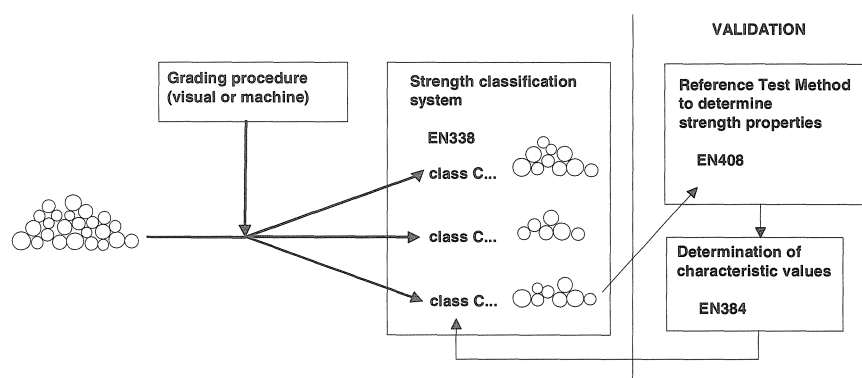 VALIDATION
Grading procedure
(visual or machine)
Strength classification
system
EN338
class C...
class C...
class C...
Reference Test Method
to determine
strength properties
EN408
Determination of
characteristic values
EN384